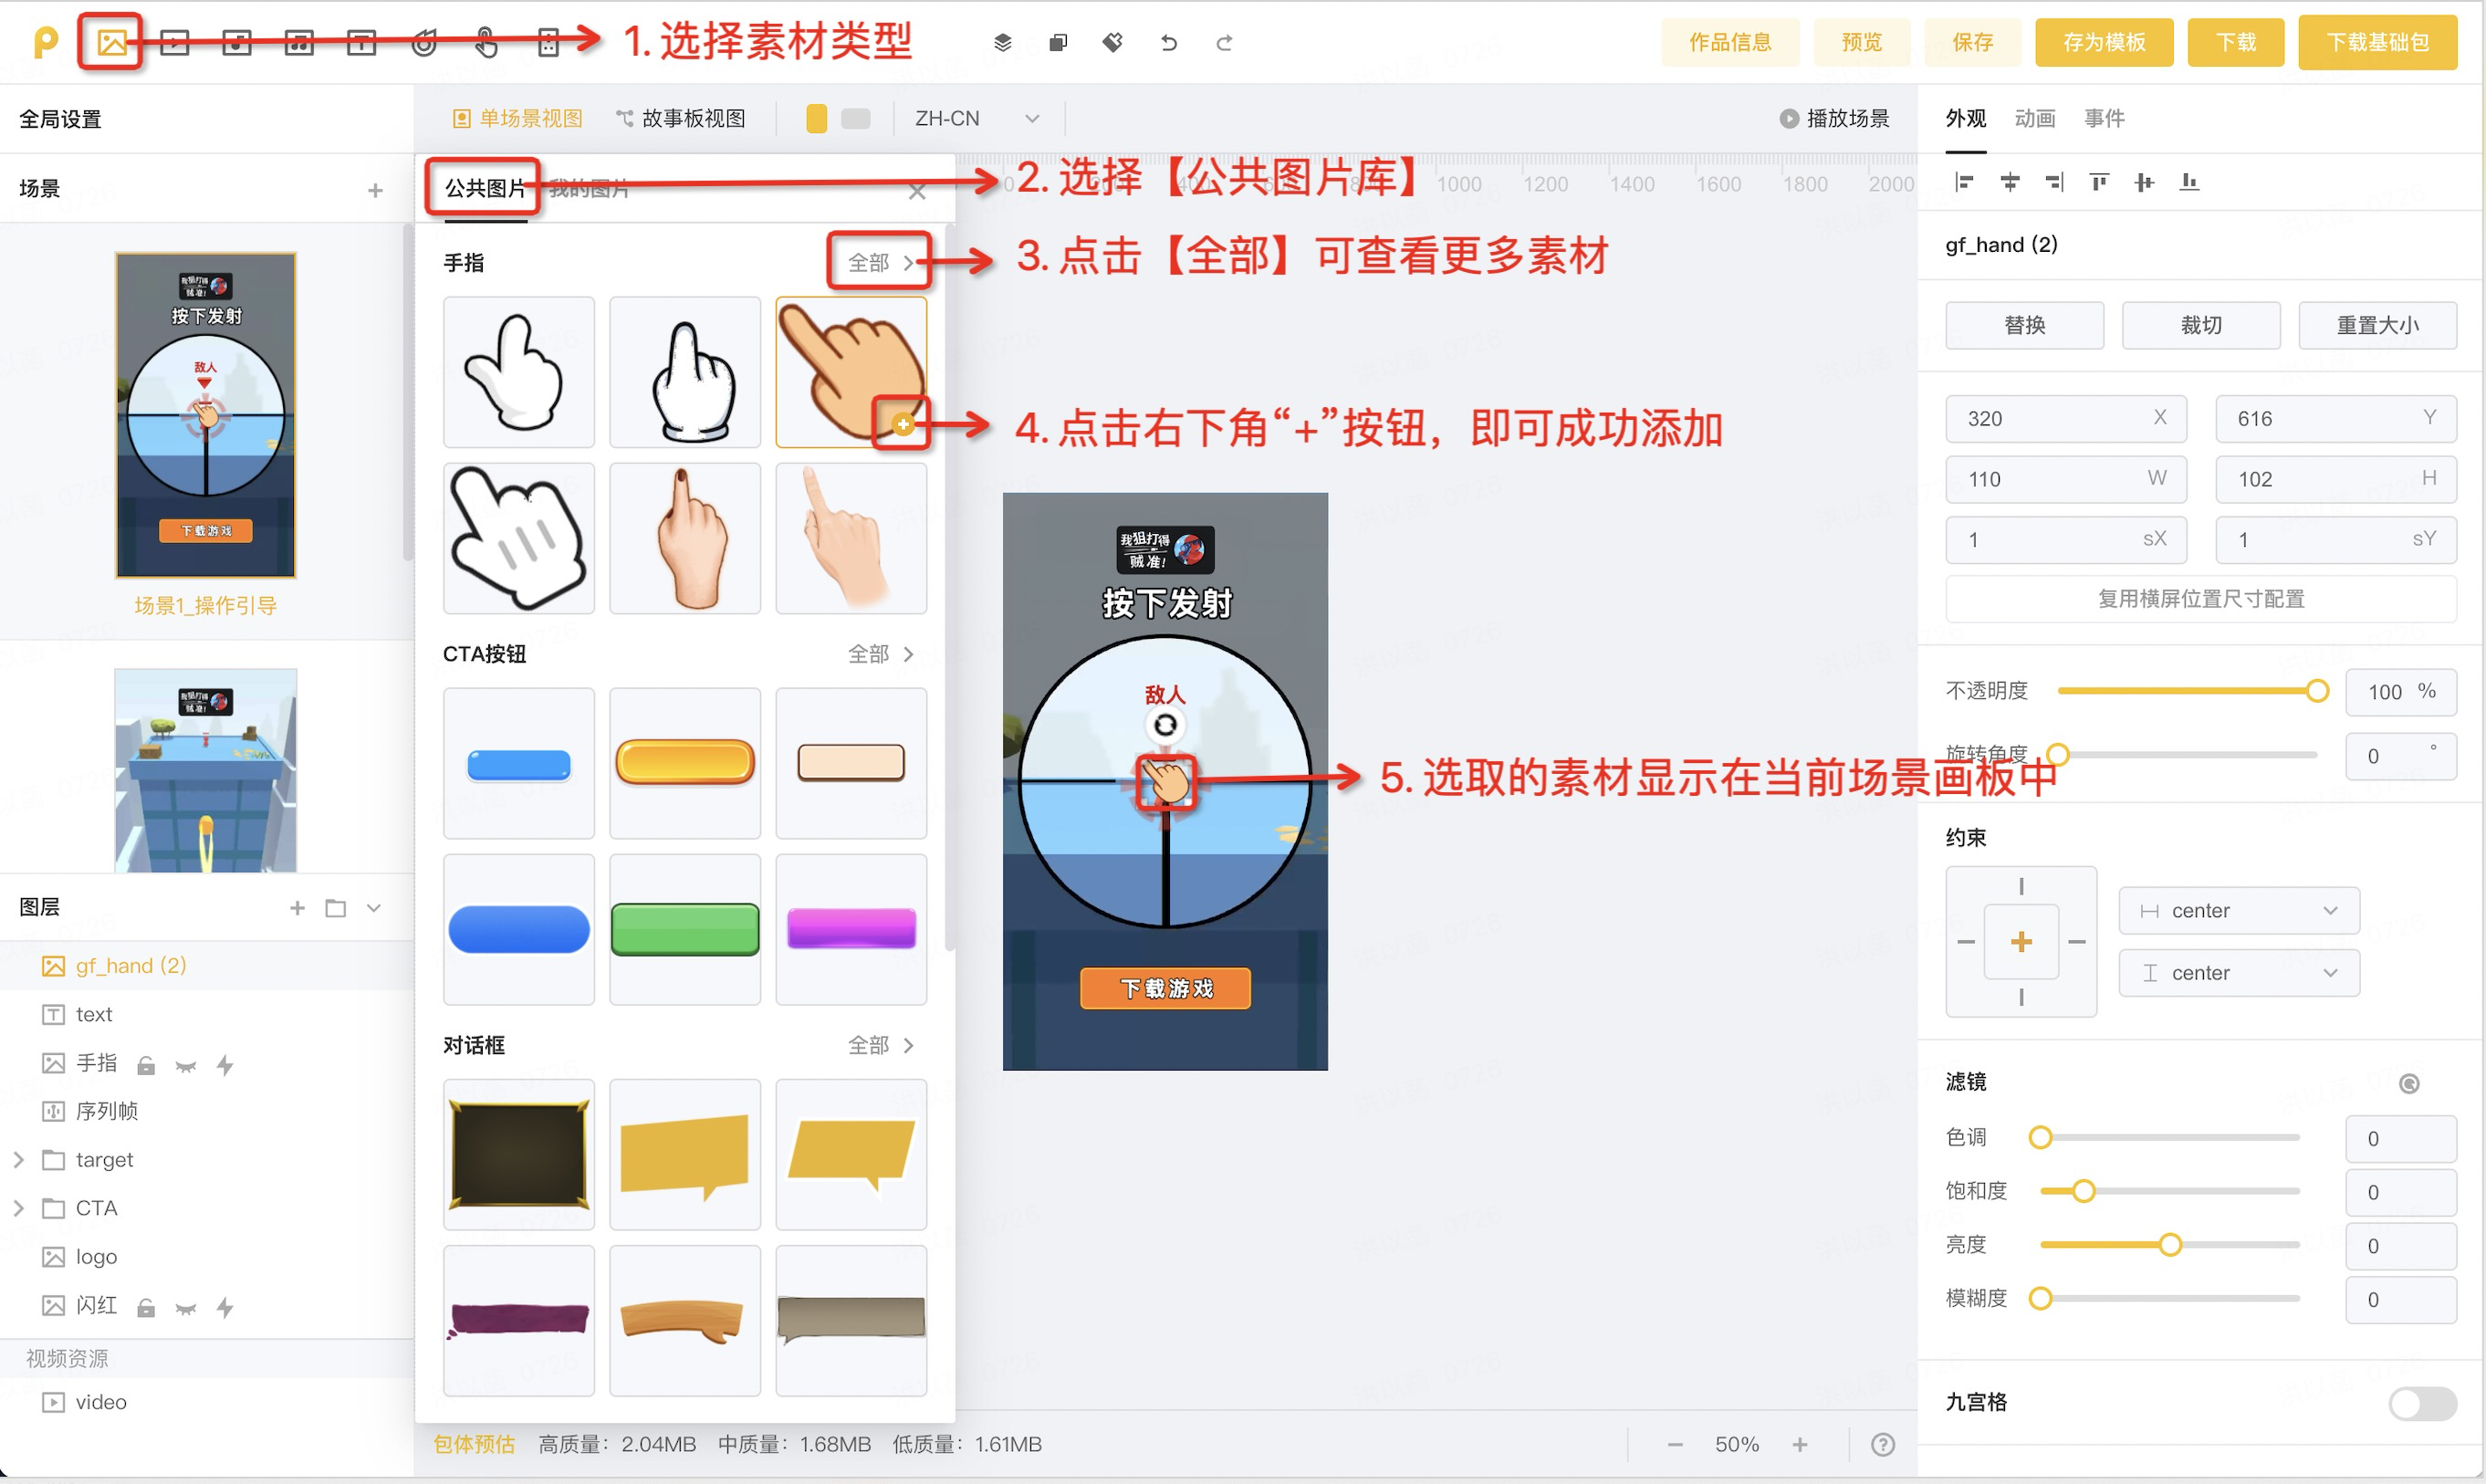 1. 选择素材类型
作品信息
预览
保存
存为模板
下载
下载基础包
全局设置
单场景视图
故事板视图
ZH-CN
播放场景
外观
动画
事件
场景
公共图片
我的图片
2. 选择【公共图片库】
0
1000
1200
1400
1600
1800
2000
手指
全部
3. 点击【全部】可查看更多素材
4. 点击右下角“+”按钮，即可成功添加
我狙打得
贼准!
按下发射
敌人
下载游戏
场景1_操作引导
我狙打得
贼准!
CTA按钮
全部
对话框
全部
我狙打得
贼准!
按下发射
敌人
5. 选取的素材显示在当前场景画板中
下载游戏
gf_hand (2)
替换
裁切
重置大小
320 X
616 Y
110 W
102 H
1 sX
1 sY
复用横屏位置尺寸配置
不透明度
100 %
旋转角度
0 °
约束
center
center
滤镜
色调
0
饱和度
0
亮度
0
模糊度
0
九宫格
图层
gf_hand (2)
text
手指
序列帧
target
CTA
logo
闪红
视频资源
video
包体预估 高质量：2.04MB 中质量：1.68MB 低质量：1.61MB
50%